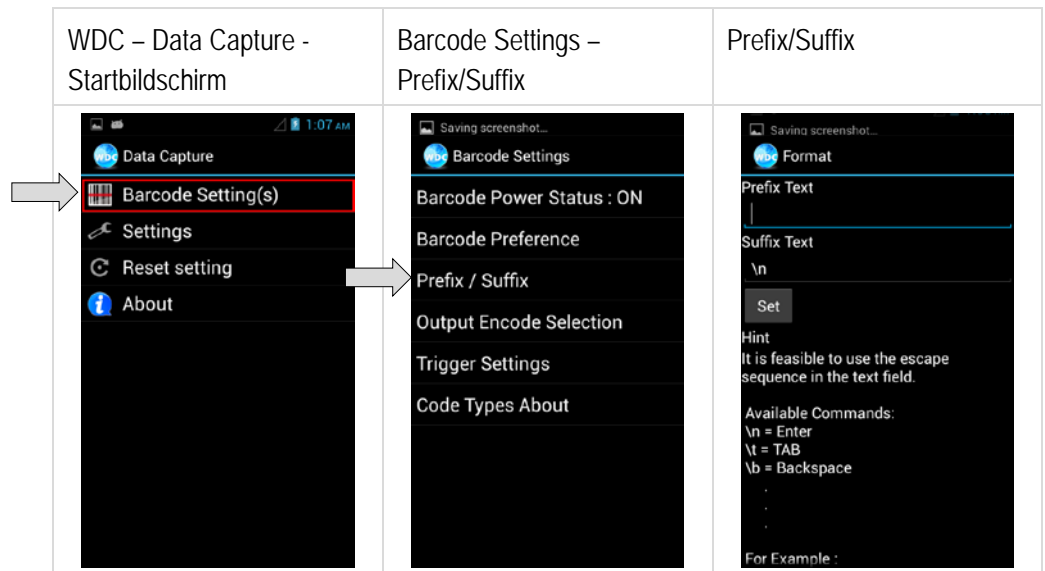 WDC – Data Capture -
Startbildschirm
Barcode Settings –
Prefix/Suffix
Prefix/Suffix
1:07 AM
wbc Data Capture
Barcode Setting(s)
Settings
Reset setting
About
Saving screenshot...
wbc Barcode Settings
Barcode Power Status : ON
Barcode Preference
Prefix / Suffix
Output Encode Selection
Trigger Settings
Code Types About
Saving screenshot...
wbc Format
Prefix Text
Suffix Text
\n
Set
Hint
It is feasible to use the escape
sequence in the text field.
Available Commands:
\n = Enter
\t = TAB
\b = Backspace
.
.
.
For Example :